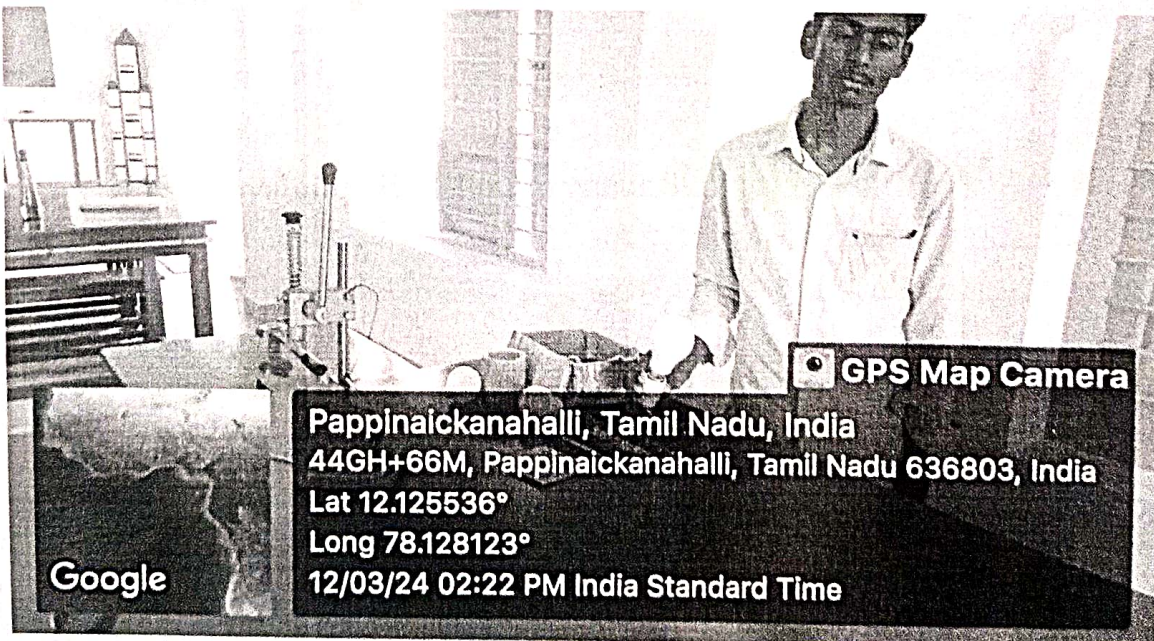 GPS Map Camera
Pappinaickanahalli, Tamil Nadu, India
44GH+66M, Pappinaickanahalli, Tamil Nadu 636803, India
Lat 12.125536°
Long 78.128123°
12/03/24 02:22 PM India Standard Time
Google